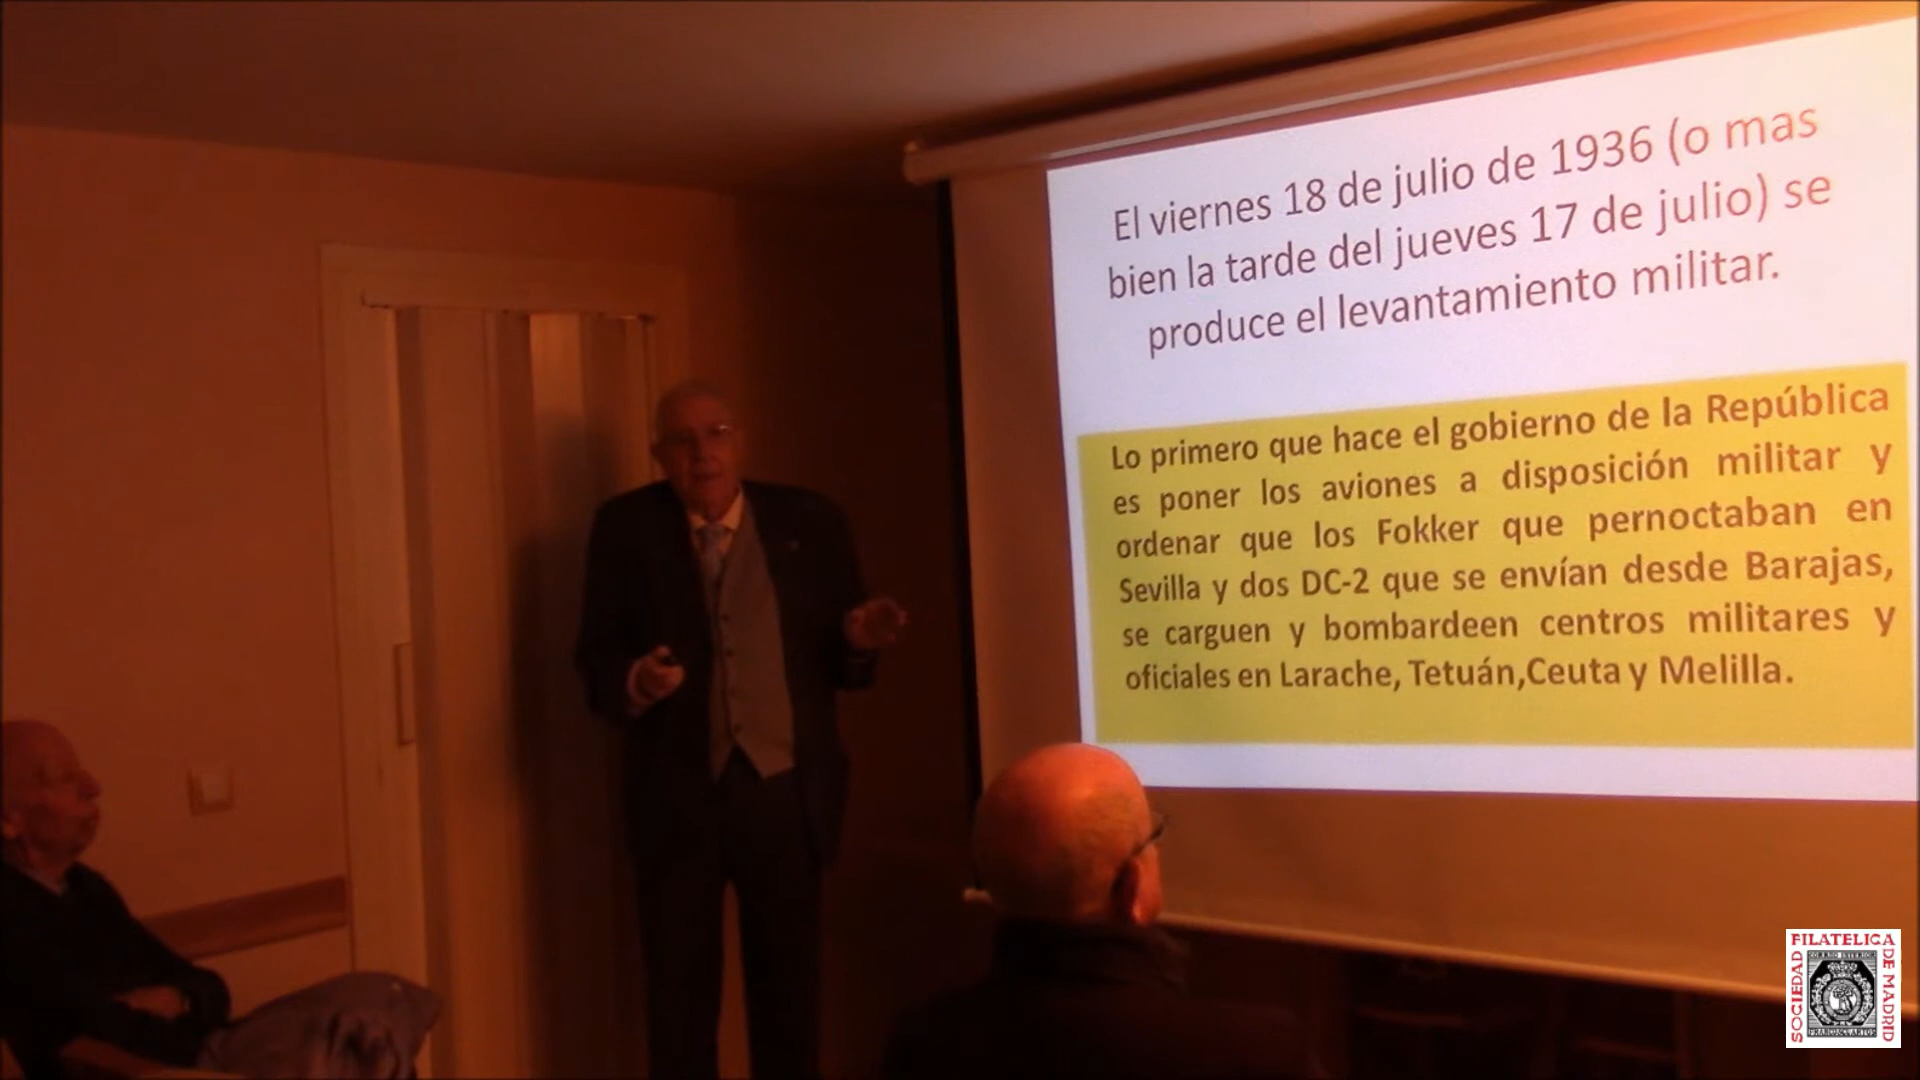 El viernes 18 de julio de 1936 (o mas
bien la tarde del jueves 17 de julio) se
produce el levantamiento militar.
Lo primero que hace el gobierno de la República
es poner los aviones a disposición militar y
ordenar que los Fokker que pernoctaban en
Sevilla y dos DC-2 que se envían desde Barajas,
se carguen y bombardeen centros militares y
oficiales en Larache, Tetuán,Ceuta y Melilla.
SOCIEDAD
FILATELICA
DE MADRID
CORREO INTERIOR